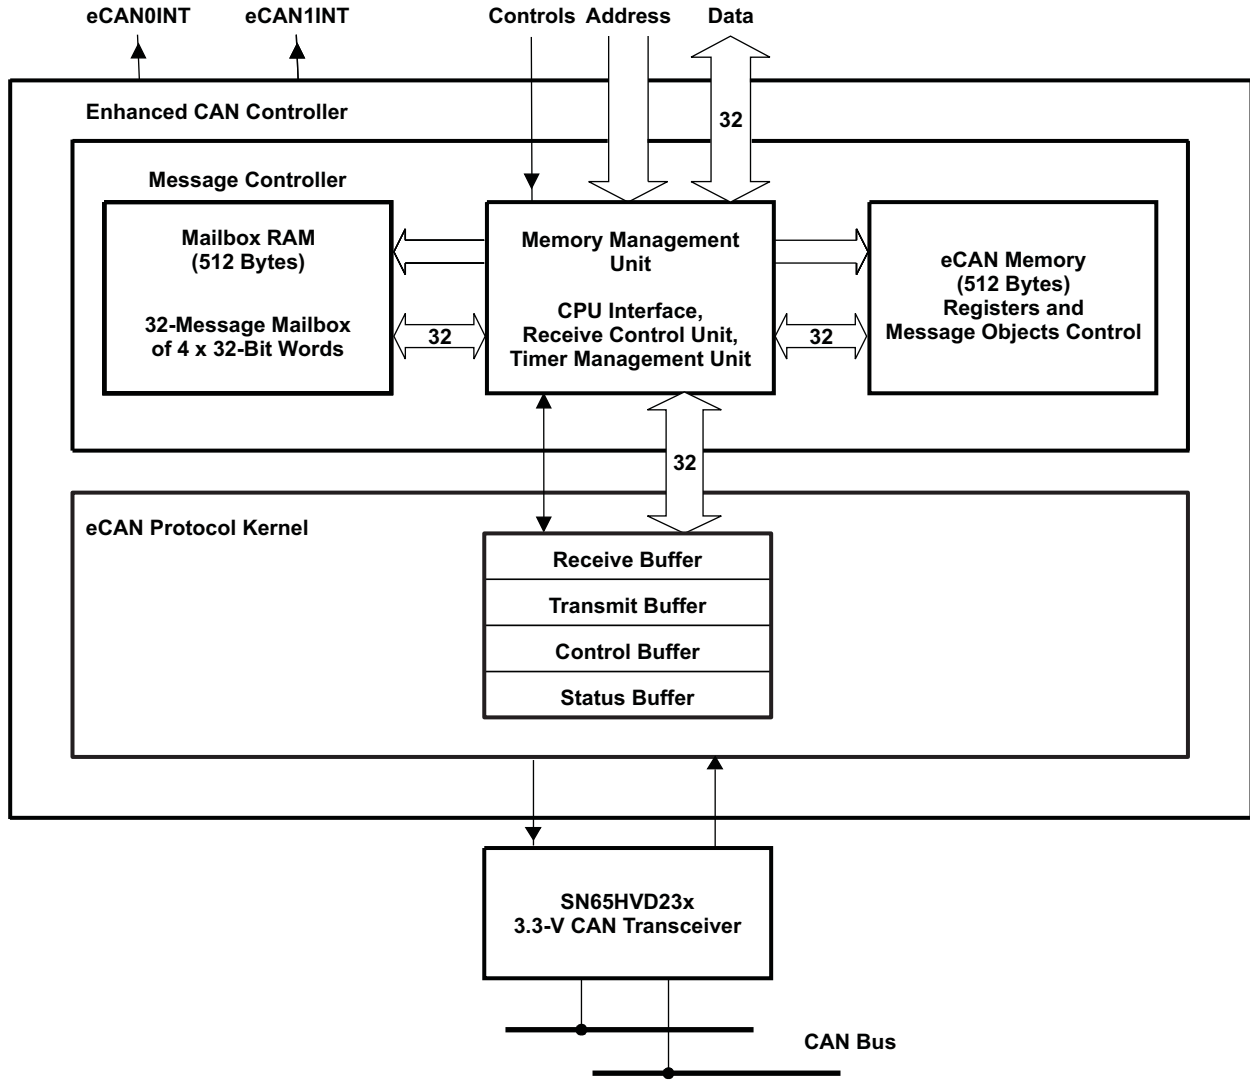 eCAN0INT
eCAN1INT
Controls
Address
Data
32
Enhanced CAN Controller
Message Controller
Mailbox RAM
(512 Bytes)
32-Message Mailbox
of 4 x 32-Bit Words
32
Memory Management
Unit
CPU Interface,
Receive Control Unit,
Timer Management Unit
32
eCAN Memory
(512 Bytes)
Registers and
Message Objects Control
32
eCAN Protocol Kernel
Receive Buffer
Transmit Buffer
Control Buffer
Status Buffer
SN65HVD23x
3.3-V CAN Transceiver
CAN Bus